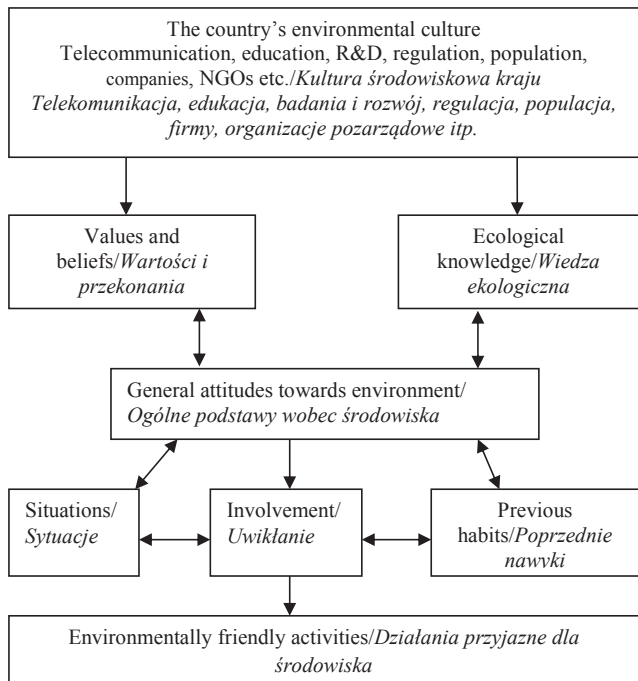 The country's environmental culture
Telecommunication, education, R&D, regulation, population,
companies, NGOs etc./Kultura środowiskowa kraju
Telekomunikacja, edukacja, badania i rozwój, regulacja, populacja,
firmy, organizacje pozarządowe itp.
Values and
beliefs/Wartości i
przekonania
Ecological
knowledge/Wiedza
ekologiczna
General attitudes towards environment/
Ogólne podstawy wobec środowiska
Situations/
Sytuacje
Involvement/
Uwikłanie
Previous
habits/Poprzednie
nawyki
Environmentally friendly activities/Działania przyjazne dla
środowiska